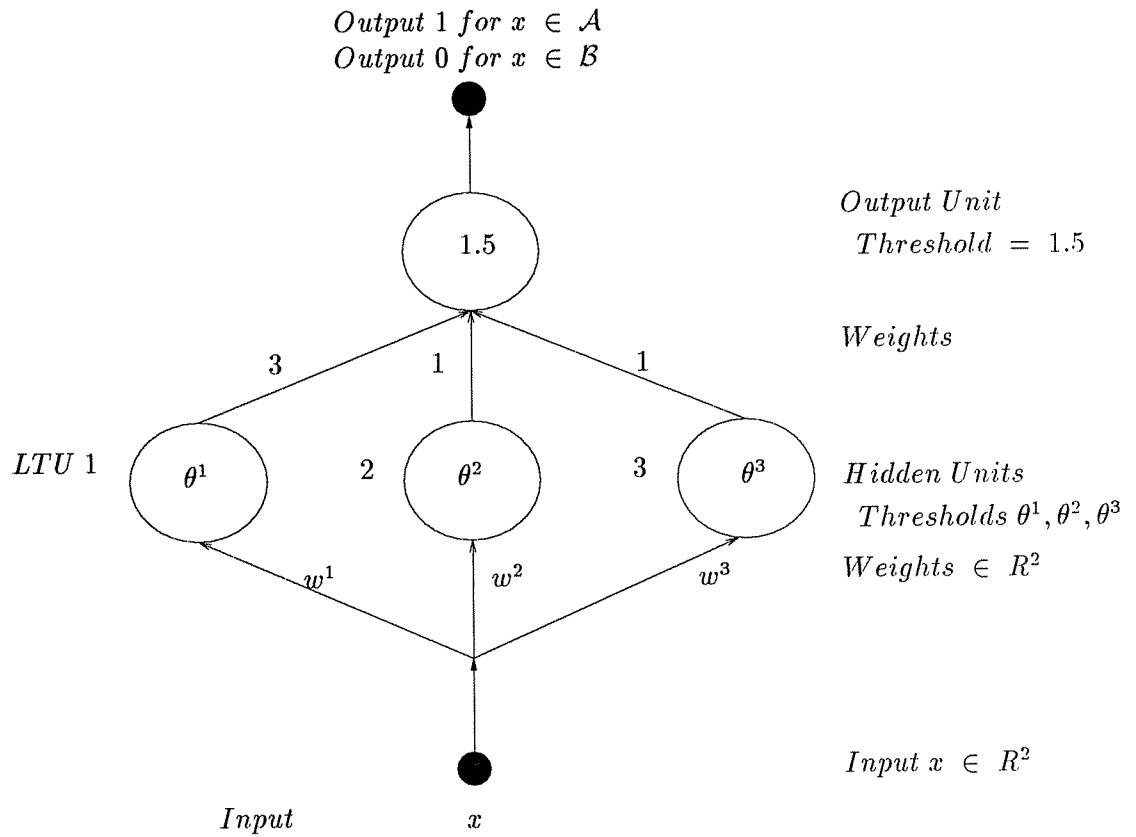 Output 1 for x ∈ 𝒜
Output 0 for x ∈ ℬ
1.5
Output Unit
Threshold = 1.5
Weights
3
1
1
LTU 1
θ¹
2
θ²
3
θ³
Hidden Units
Thresholds θ¹, θ², θ³
w¹
w²
w³
Weights ∈ R²
Input x ∈ R²
Input
x